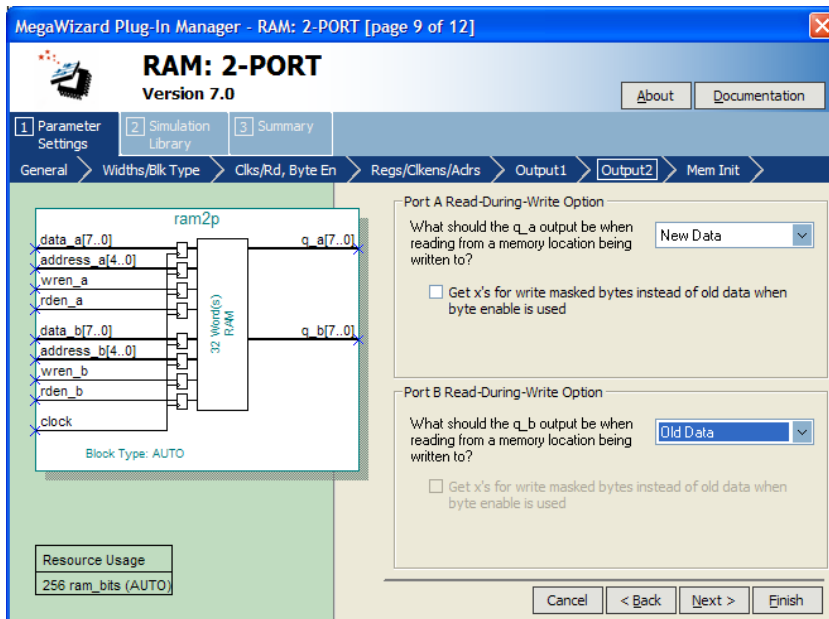 MegaWizard Plug-In Manager - RAM: 2-PORT [page 9 of 12]
RAM: 2-PORT
Version 7.0
About
Documentation
1 Parameter
Settings
2 Simulation
Library
3 Summary
General
Widths/Blk Type
Clks/Rd, Byte En
Regs/Clkens/Adrs
Output1
Output2
Mem Init
ram2p
data_a[7..0]
address_a[4..0]
wren_a
rden_a
data_b[7..0]
address_b[4..0]
wren_b
rden_b
clock
32 Word(s)
RAM
q_a[7..0]
q_b[7..0]
Block Type: AUTO
Resource Usage
256 ram_bits (AUTO)
Port A Read-During-Write Option
What should the q_a output be when
reading from a memory location being
written to?
New Data
Get x's for write masked bytes instead of old data when
byte enable is used
Port B Read-During-Write Option
What should the q_b output be when
reading from a memory location being
written to?
Old Data
Get x's for write masked bytes instead of old data when
byte enable is used
Cancel
< Back
Next >
Finish